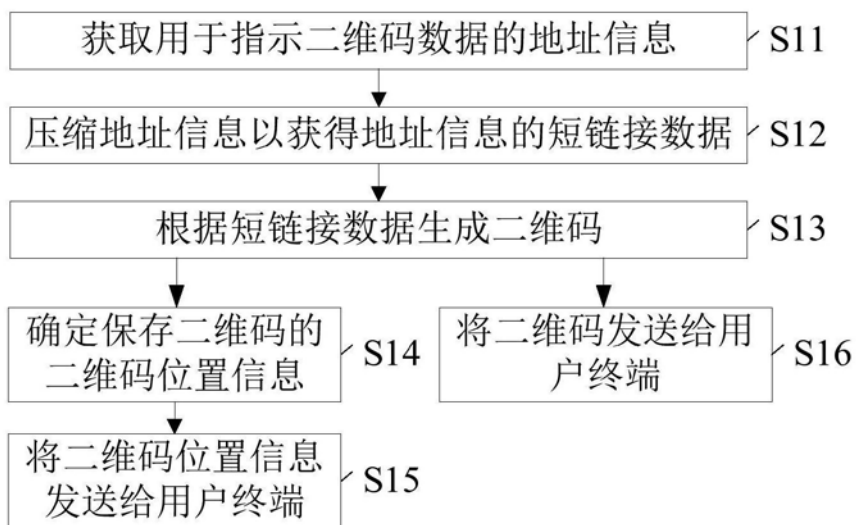 获取用于指示二维码数据的地址信息 S11
压缩地址信息以获得地址信息的短链接数据 S12
根据短链接数据生成二维码 S13
确定保存二维码的
二维码位置信息 S14
将二维码发送给用
户终端 S16
将二维码位置信息
发送给用户终端 S15